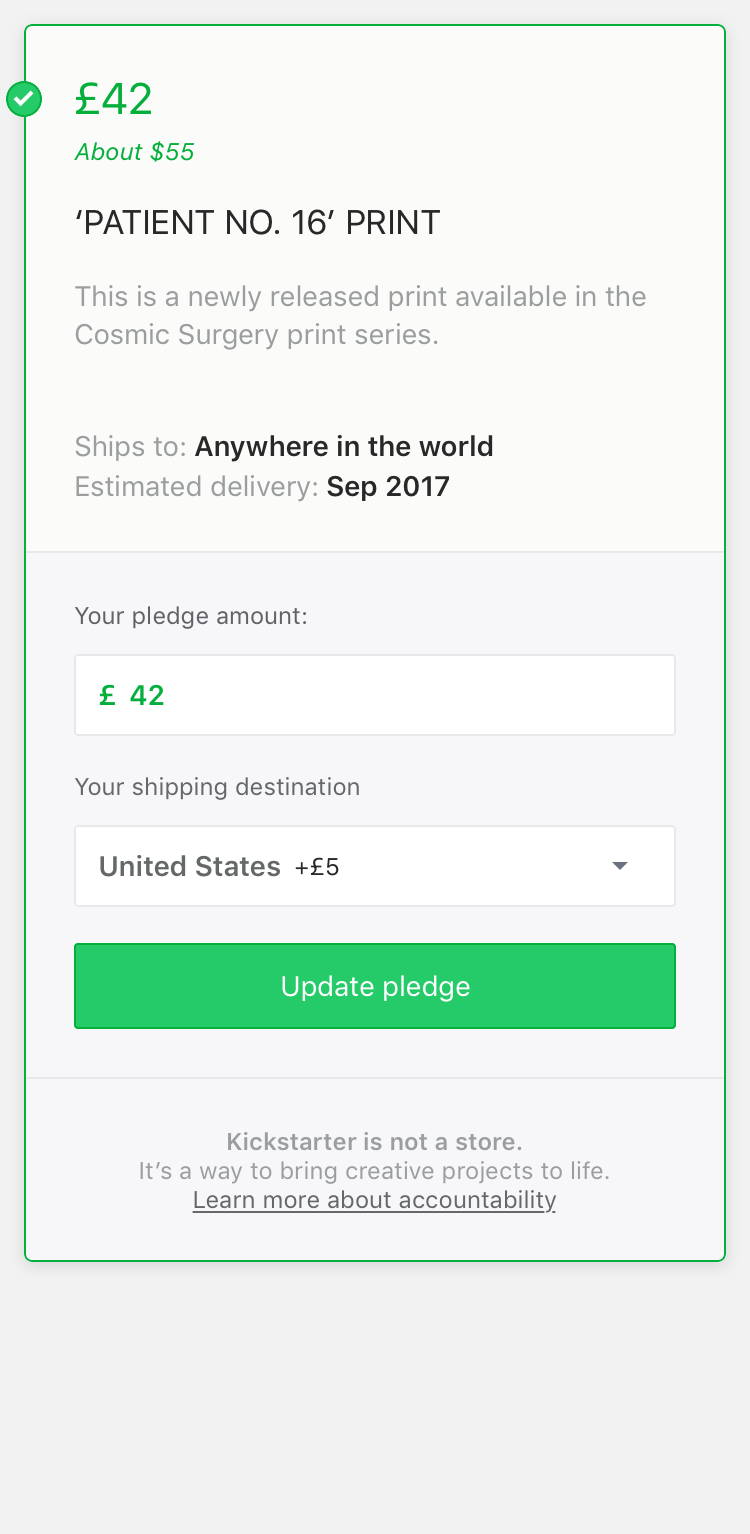 £42
About $55
‘PATIENT NO. 16’ PRINT
This is a newly released print available in the
Cosmic Surgery print series.
Ships to: Anywhere in the world
Estimated delivery: Sep 2017
Your pledge amount:
£ 42
Your shipping destination
United States +£5
Update pledge
Kickstarter is not a store.
It’s a way to bring creative projects to life.
Learn more about accountability